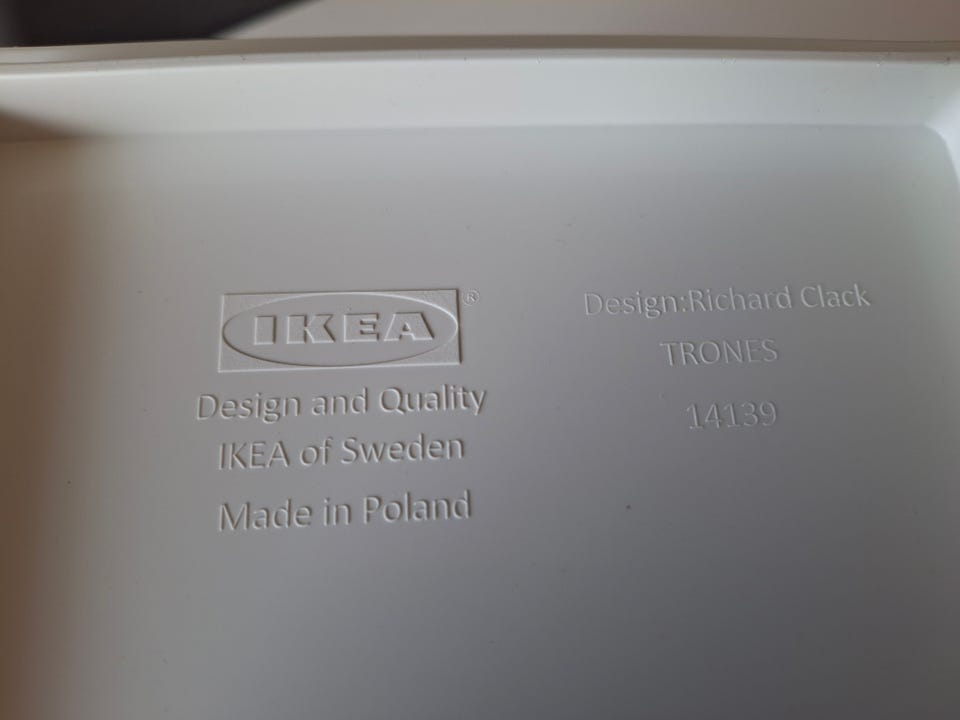 IKEA®
Design and Quality
IKEA of Sweden
Made in Poland
Design:Richard Clack
TRONES
14139